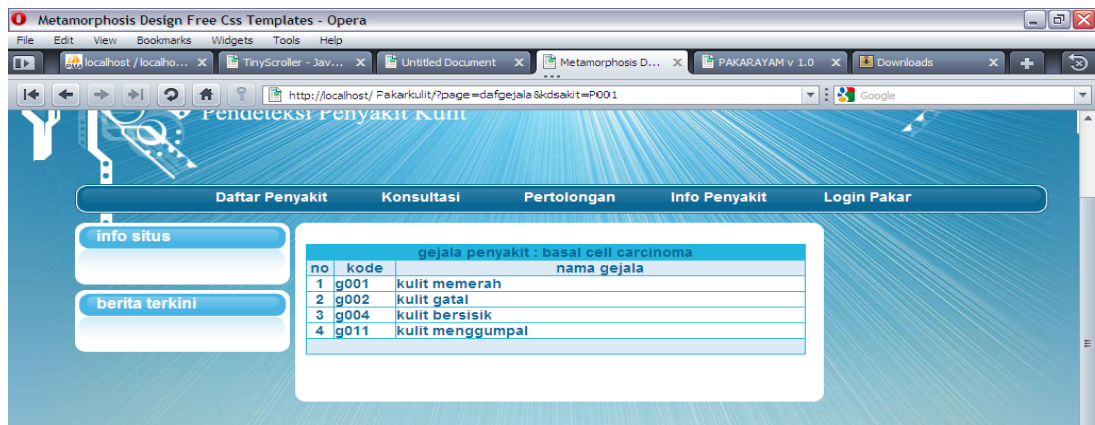 Metamorphosis Design Free Css Templates - Opera
File Edit View Bookmarks Widgets Tools Help
localhost / localho... TinyScroller - Jav... Untitled Document Metamorphosis D... PAKARAYAM v 1.0 Downloads
http://localhost/ Pakarkulit/?page=dafgejala&kdsakit=P001 Google
Pendeteksi Penyakit Kulit
Daftar Penyakit Konsultasi Pertolongan Info Penyakit Login Pakar
info situs
berita terkini
gejala penyakit : basal cell carcinoma
no kode nama gejala
1 g001 kulit memerah
2 g002 kulit gatal
3 g004 kulit bersisik
4 g011 kulit menggumpal